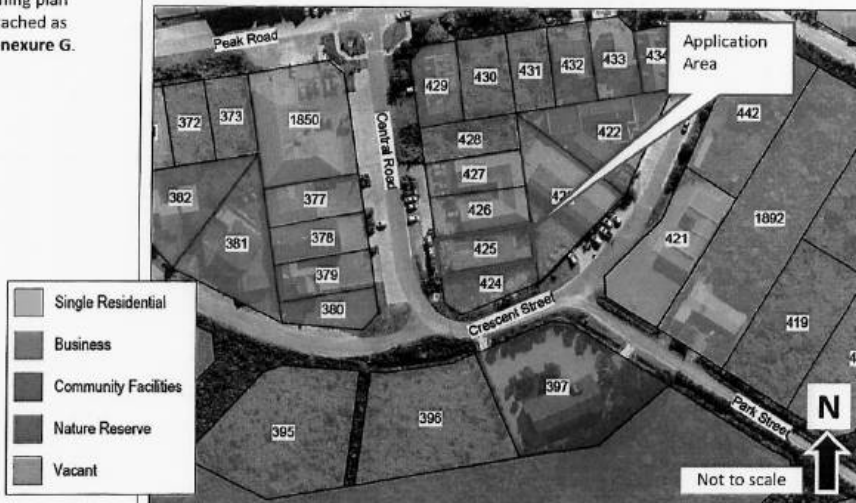 ning plan
ached as
nexure G.
Peak Road
Application
Area
434
433
432
431
430
429
442
372
373
1850
Central Road
428
422
427
382
377
426
1892
381
378
425
421
379
424
380
419
Crescent Street
Single Residential
Business
Community Facilities
Nature Reserve
Vacant
397
396
395
Park Street
N
Not to scale